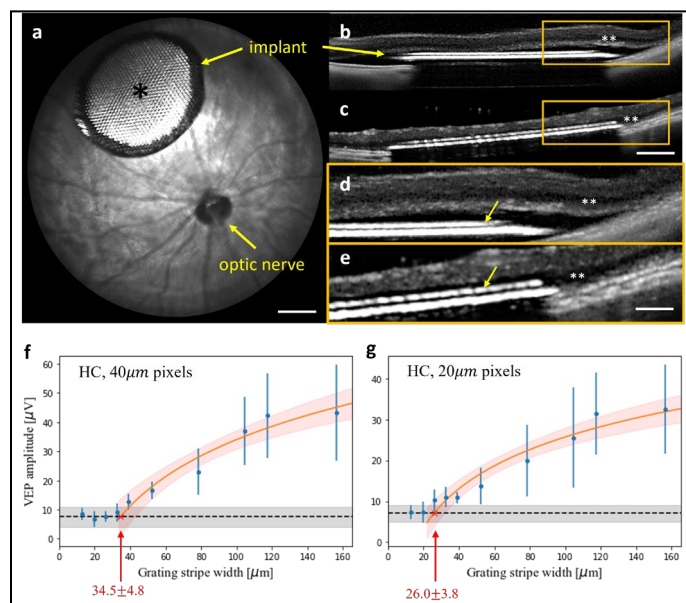 a
implant
*
optic nerve
b
**
c
**
d
**
e
**
f
HC, 40μm pixels
VEP amplitude [μV]
60
50
40
30
20
10
0
0 20 40 60 80 100 120 140 160
Grating stripe width [μm]
34.5±4.8
g
HC, 20μm pixels
40
30
20
10
0
0 20 40 60 80 100 120 140 160
Grating stripe width [μm]
26.0±3.8